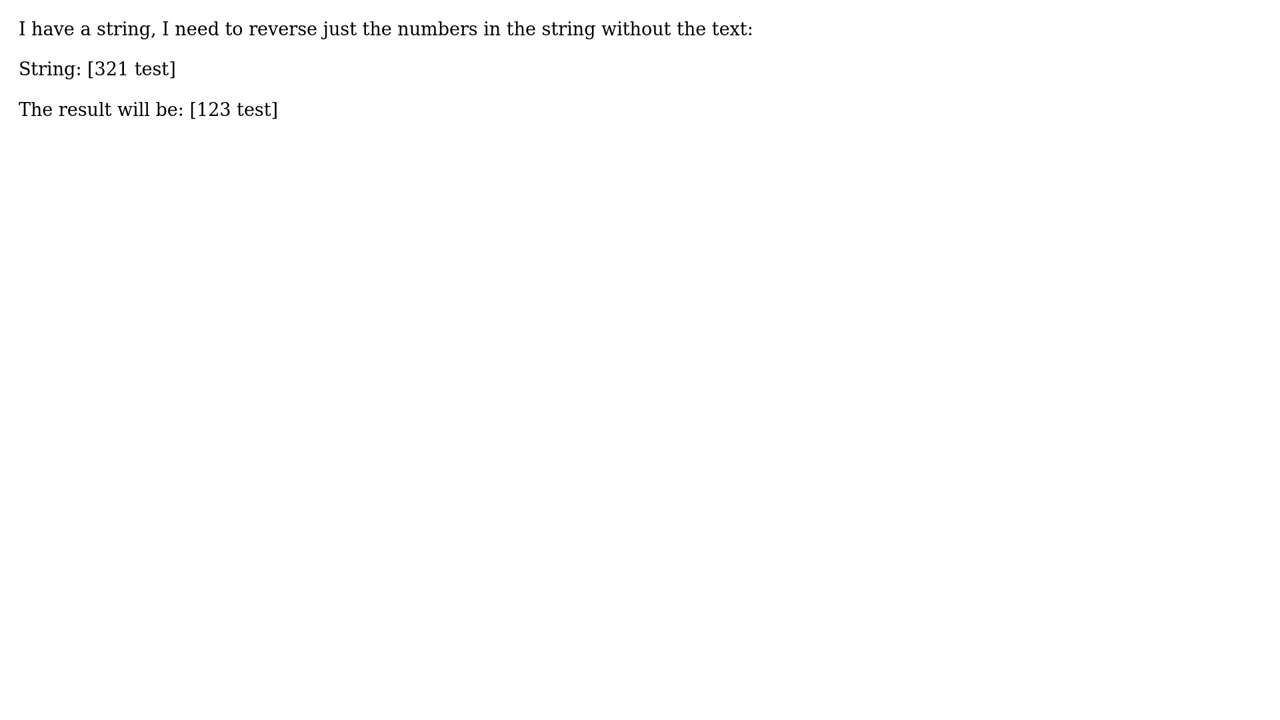 I have a string, I need to reverse just the numbers in the string without the text:
String: [321 test]
The result will be: [123 test]